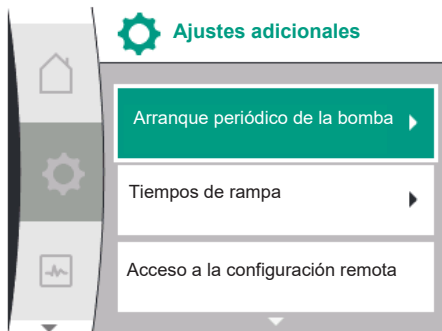 Ajustes adicionales
Arranque periódico de la bomba
Tiempos de rampa
Acceso a la configuración remota